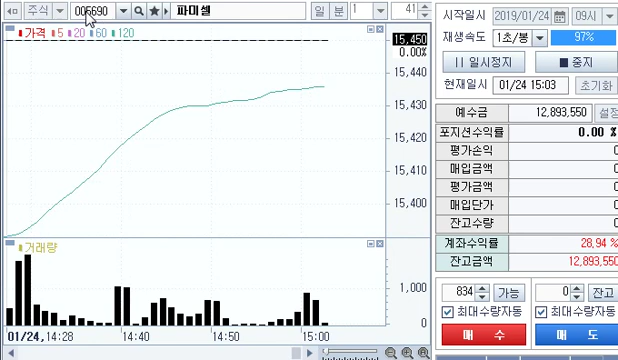 주식 005690 파미셀 일 분 1 41
가격 5 20 60 120
15,450
0.00%
15,440
15,430
15,420
15,410
15,400
거래량
1,000
0
01/24, 14:28 14:40 14:50 15:00
시작일시 2019/01/24 09시
재생속도 1초/봉 97%
일시정지 중지
현재일시 01/24 15:03 초기화
예수금 12,893,550 설정
포지션수익률 0.00 %
평가손익 0
매입금액 0
평가금액 0
매입단가 0
잔고수량 0
계좌수익률 28,94 %
잔고금액 12,893,550
834 가능 0 잔고
최대수량자동 최대수량자동
매 수 매 도